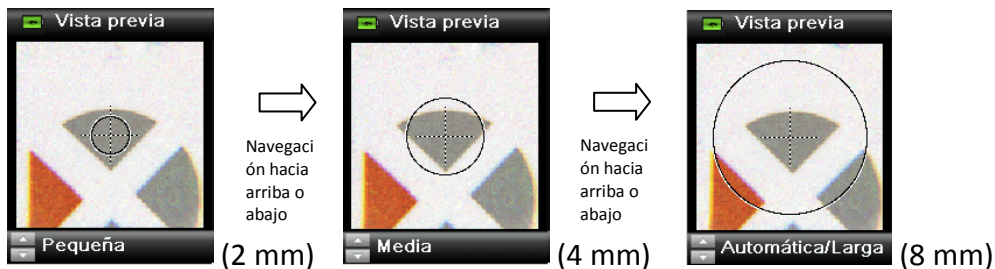 Vista previa
Pequeña
(2 mm)
Navegaci
ón hacia
arriba o
abajo
Vista previa
Media
(4 mm)
Navegaci
ón hacia
arriba o
abajo
Vista previa
Automática/Larga
(8 mm)